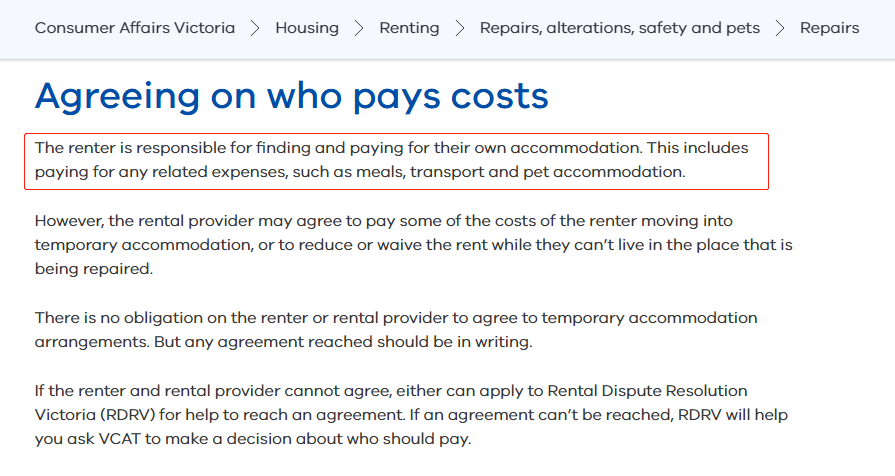 Consumer Affairs Victoria > Housing > Renting > Repairs, alterations, safety and pets > Repairs
Agreeing on who pays costs
The renter is responsible for finding and paying for their own accommodation. This includes
paying for any related expenses, such as meals, transport and pet accommodation.
However, the rental provider may agree to pay some of the costs of the renter moving into
temporary accommodation, or to reduce or waive the rent while they can’t live in the place that is
being repaired.
There is no obligation on the renter or rental provider to agree to temporary accommodation
arrangements. But any agreement reached should be in writing.
If the renter and rental provider cannot agree, either can apply to Rental Dispute Resolution
Victoria (RDRV) for help to reach an agreement. If an agreement can’t be reached, RDRV will help
you ask VCAT to make a decision about who should pay.